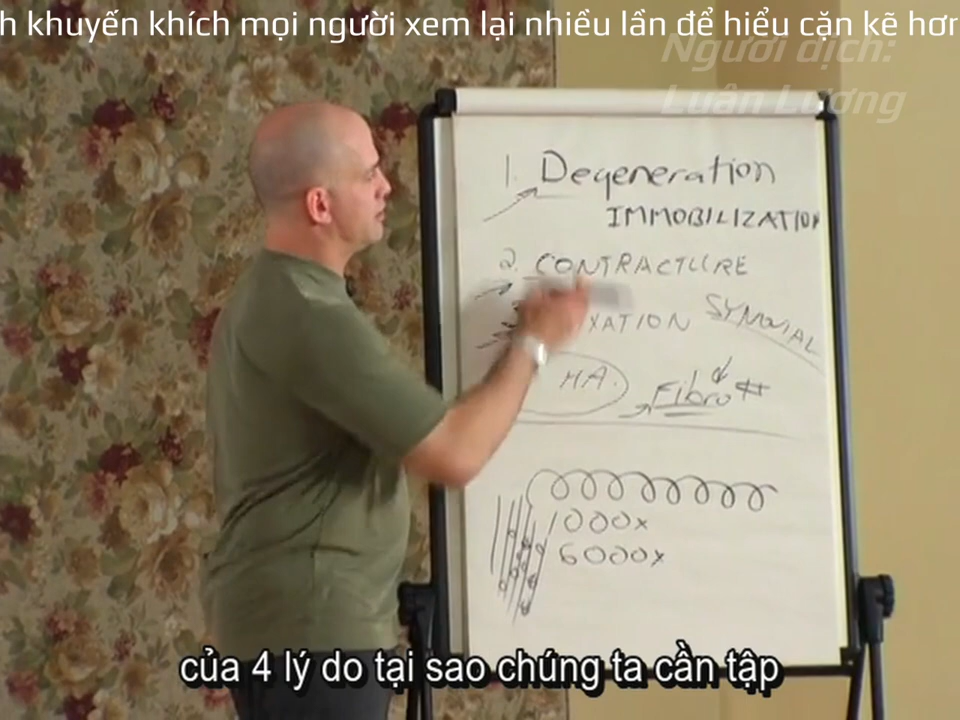 h khuyến khích mọi người xem lại nhiều lần để hiểu cặn kẽ hơn
Người dịch:
Luân Lương
1. Degeneration
IMMOBILIZATION
2. CONTRACTURE
XATION
SYNOVIAL
HA.
Fibro
1000x
6000x
của 4 lý do tại sao chúng ta cần tập